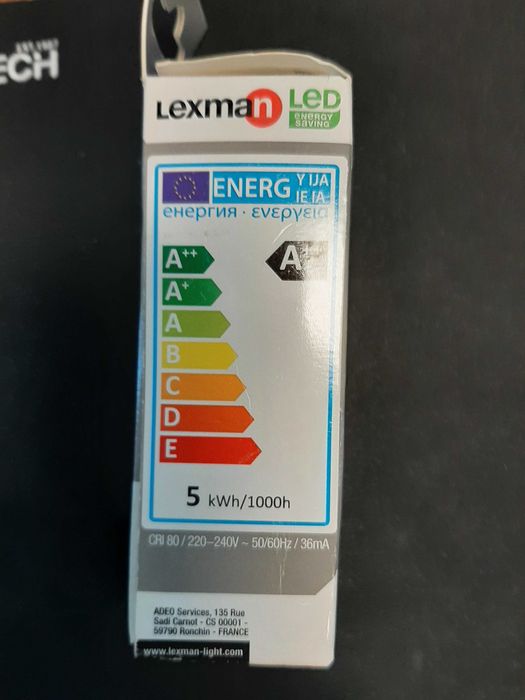 ECH
Lexman
LED
ENERGY
SAVING
ENERG Y IJA
IE IA
енергия · ενεργεια
A++
A+
A
B
C
D
E
A+
5 kWh/1000h
CRI 80 / 220–240V ~ 50/60Hz / 36mA
ADEO Services, 135 Rue
Sadi Carnot - CS 00001 -
59790 Ronchin - FRANCE
www.lexman-light.com